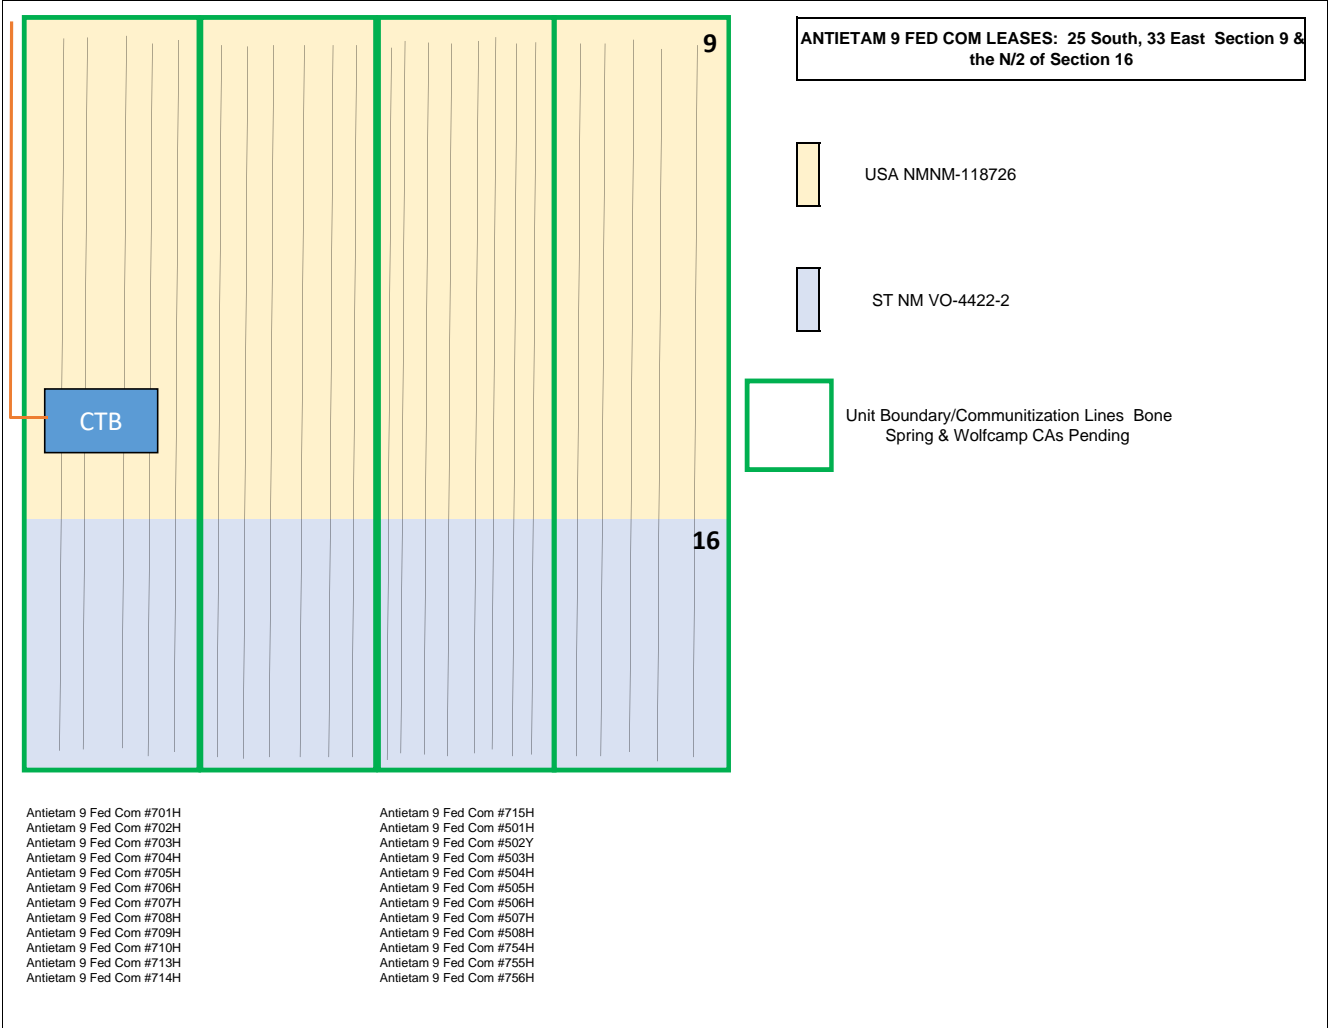 9
ANTIETAM 9 FED COM LEASES: 25 South, 33 East Section 9 &
the N/2 of Section 16
USA NMNM-118726
ST NM VO-4422-2
CTB
Unit Boundary/Communitization Lines Bone
Spring & Wolfcamp CAs Pending
16
Antietam 9 Fed Com #701H
Antietam 9 Fed Com #702H
Antietam 9 Fed Com #703H
Antietam 9 Fed Com #704H
Antietam 9 Fed Com #705H
Antietam 9 Fed Com #706H
Antietam 9 Fed Com #707H
Antietam 9 Fed Com #708H
Antietam 9 Fed Com #709H
Antietam 9 Fed Com #710H
Antietam 9 Fed Com #713H
Antietam 9 Fed Com #714H
Antietam 9 Fed Com #715H
Antietam 9 Fed Com #501H
Antietam 9 Fed Com #502Y
Antietam 9 Fed Com #503H
Antietam 9 Fed Com #504H
Antietam 9 Fed Com #505H
Antietam 9 Fed Com #506H
Antietam 9 Fed Com #507H
Antietam 9 Fed Com #508H
Antietam 9 Fed Com #754H
Antietam 9 Fed Com #755H
Antietam 9 Fed Com #756H